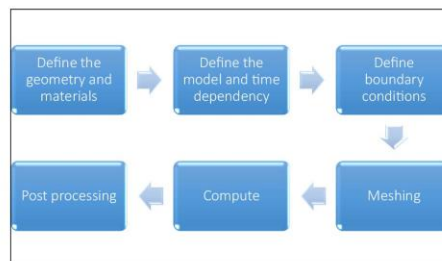 Define the
geometry and
materials
Define the
model and time
dependency
Define
boundary
conditions
Meshing
Compute
Post processing